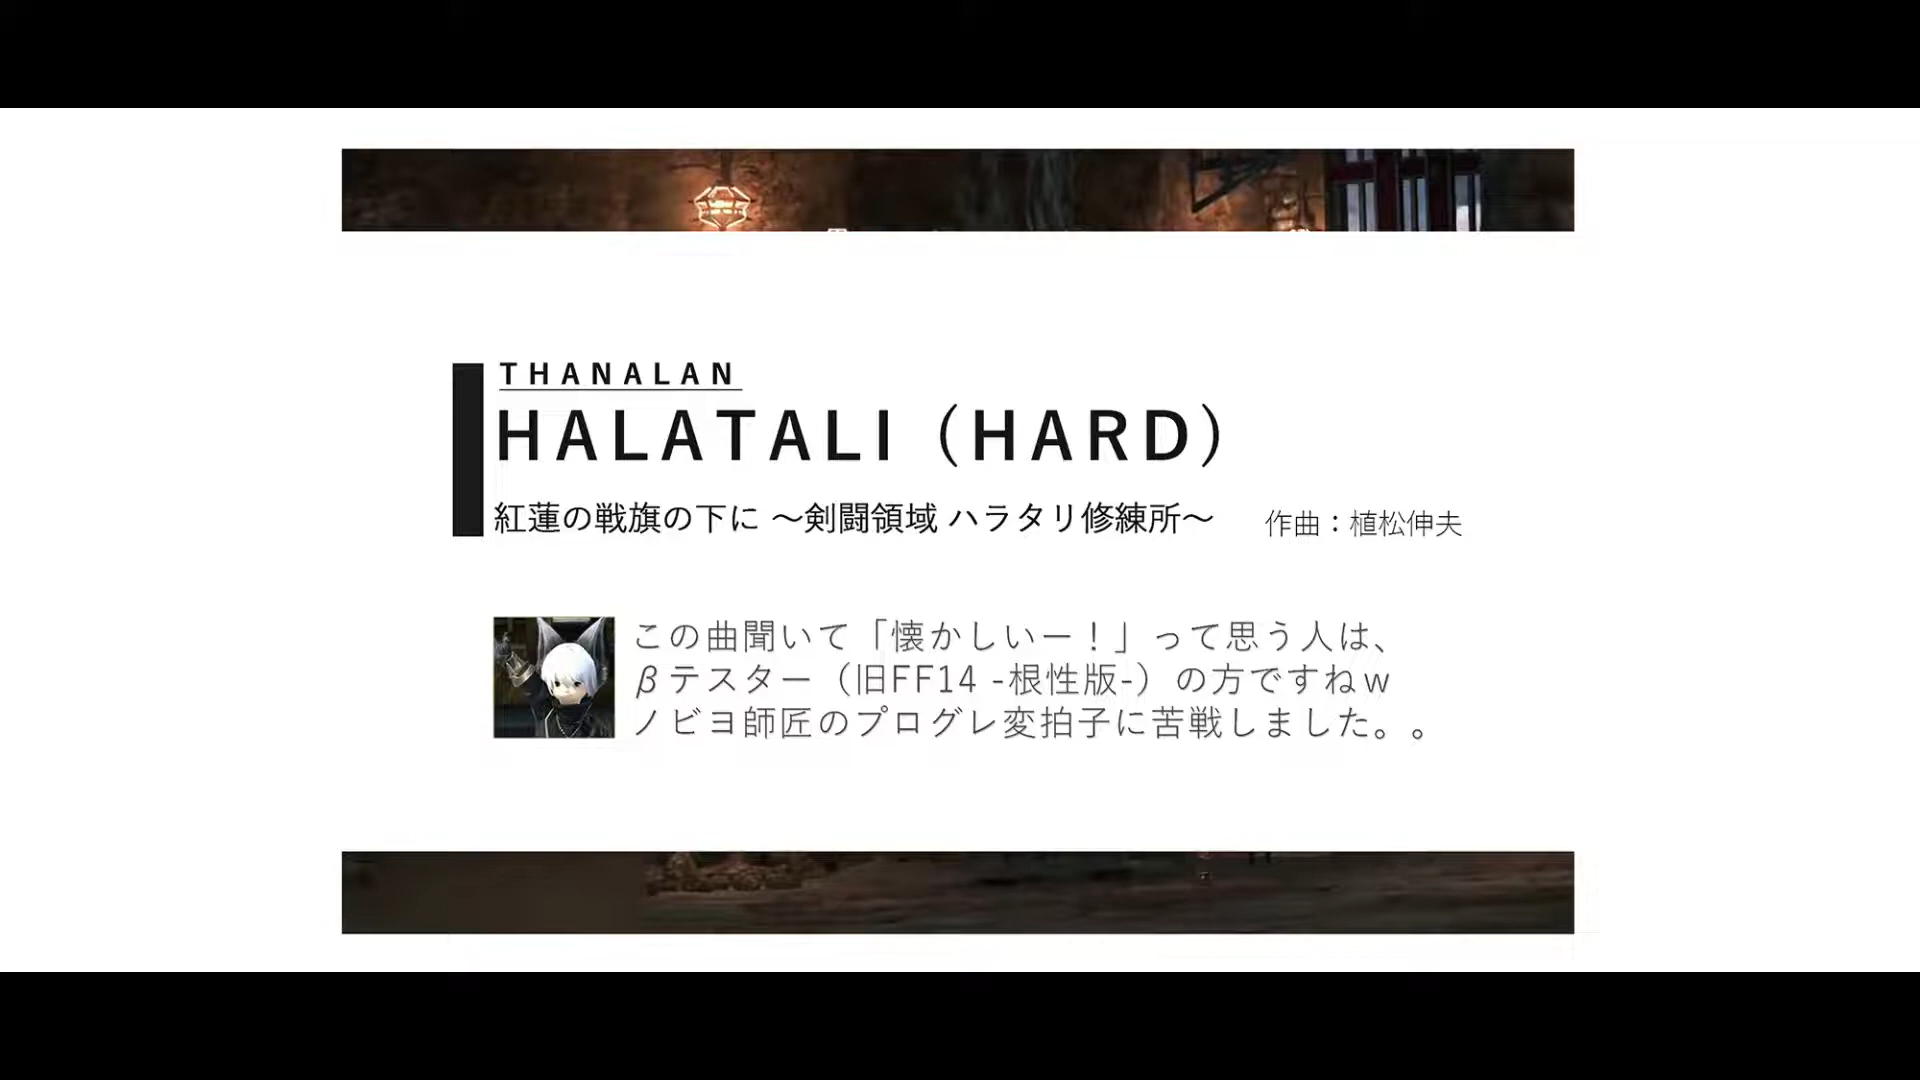 THANALAN
HALATALI (HARD)
紅蓮の戦旗の下に ～剣闘領域 ハラタリ修練所～
作曲：植松伸夫
この曲聞いて「懐かしいー！」って思う人は、
βテスター（旧FF14 -根性版-）の方ですねｗ
ノビヨ師匠のプログレ変拍子に苦戦しました。。